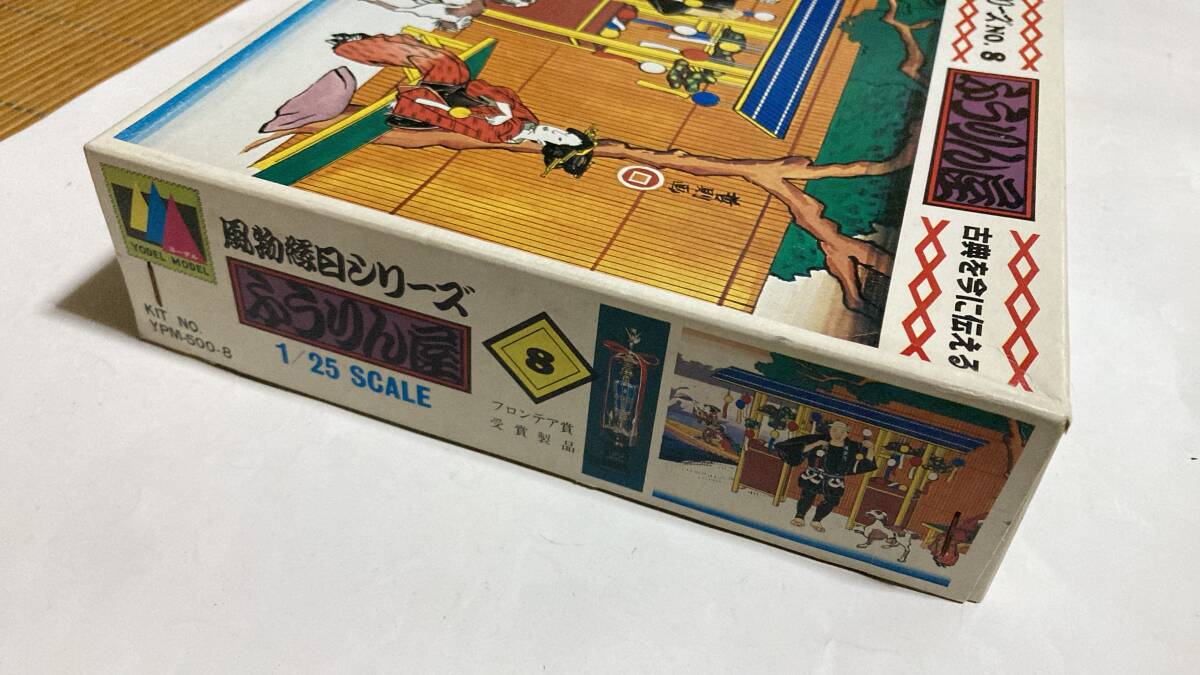 リーズNO.8
ふうりん屋
古典を今に伝える
ヨーデル
YODEL MODEL
KIT NO.
YPM-500-8
風物縁日シリーズ
ふうりん屋
1/25 SCALE
8
フロンテア賞
受賞製品